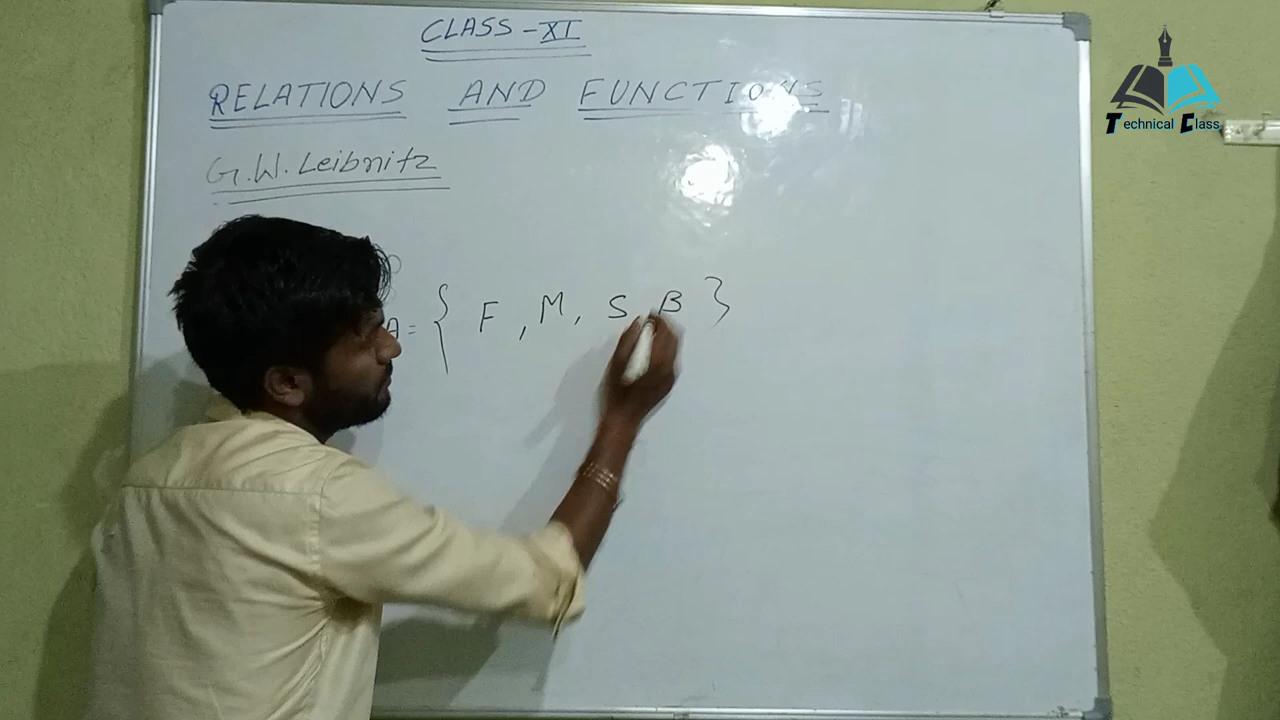 CLASS - XI
RELATIONS AND FUNCTIONS
G.W. Leibnitz
A = { F , M , S , B }
Technical Class